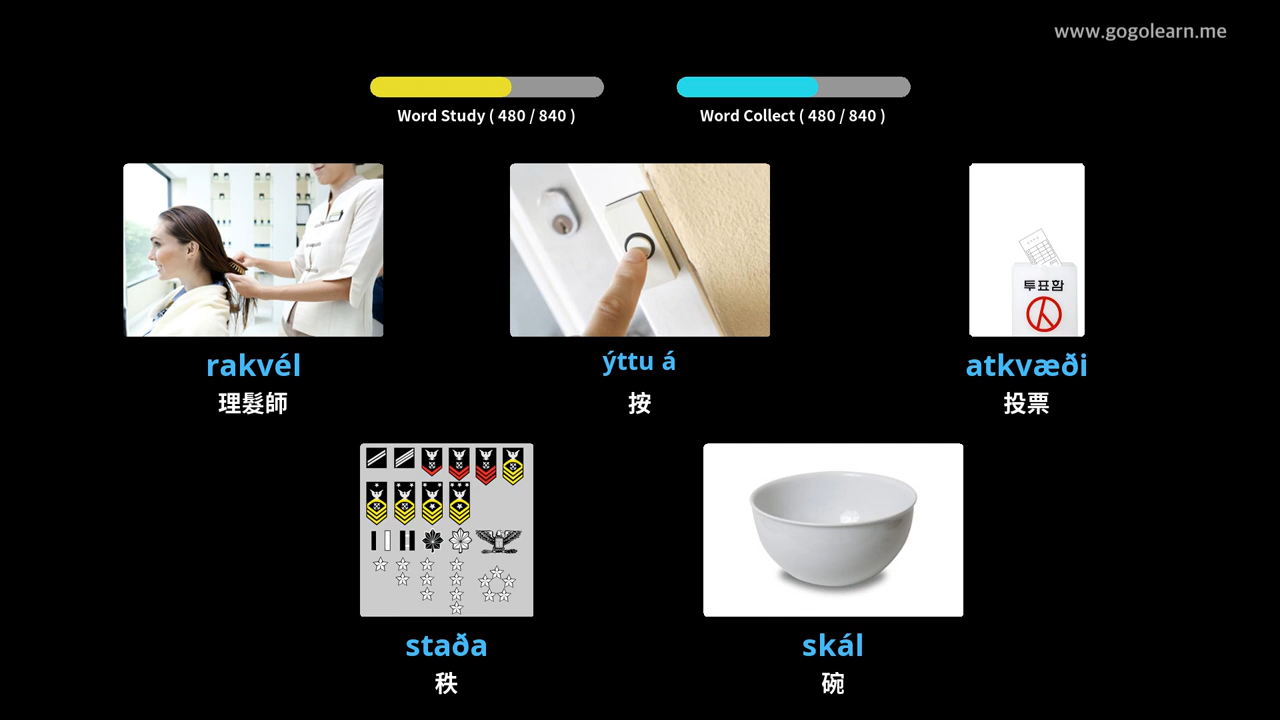 www.gogolearn.me
Word Study ( 480 / 840 )
Word Collect ( 480 / 840 )
투표함
rakvél
ýttu á
atkvæði
理髮師
按
投票
staða
skál
秩
碗